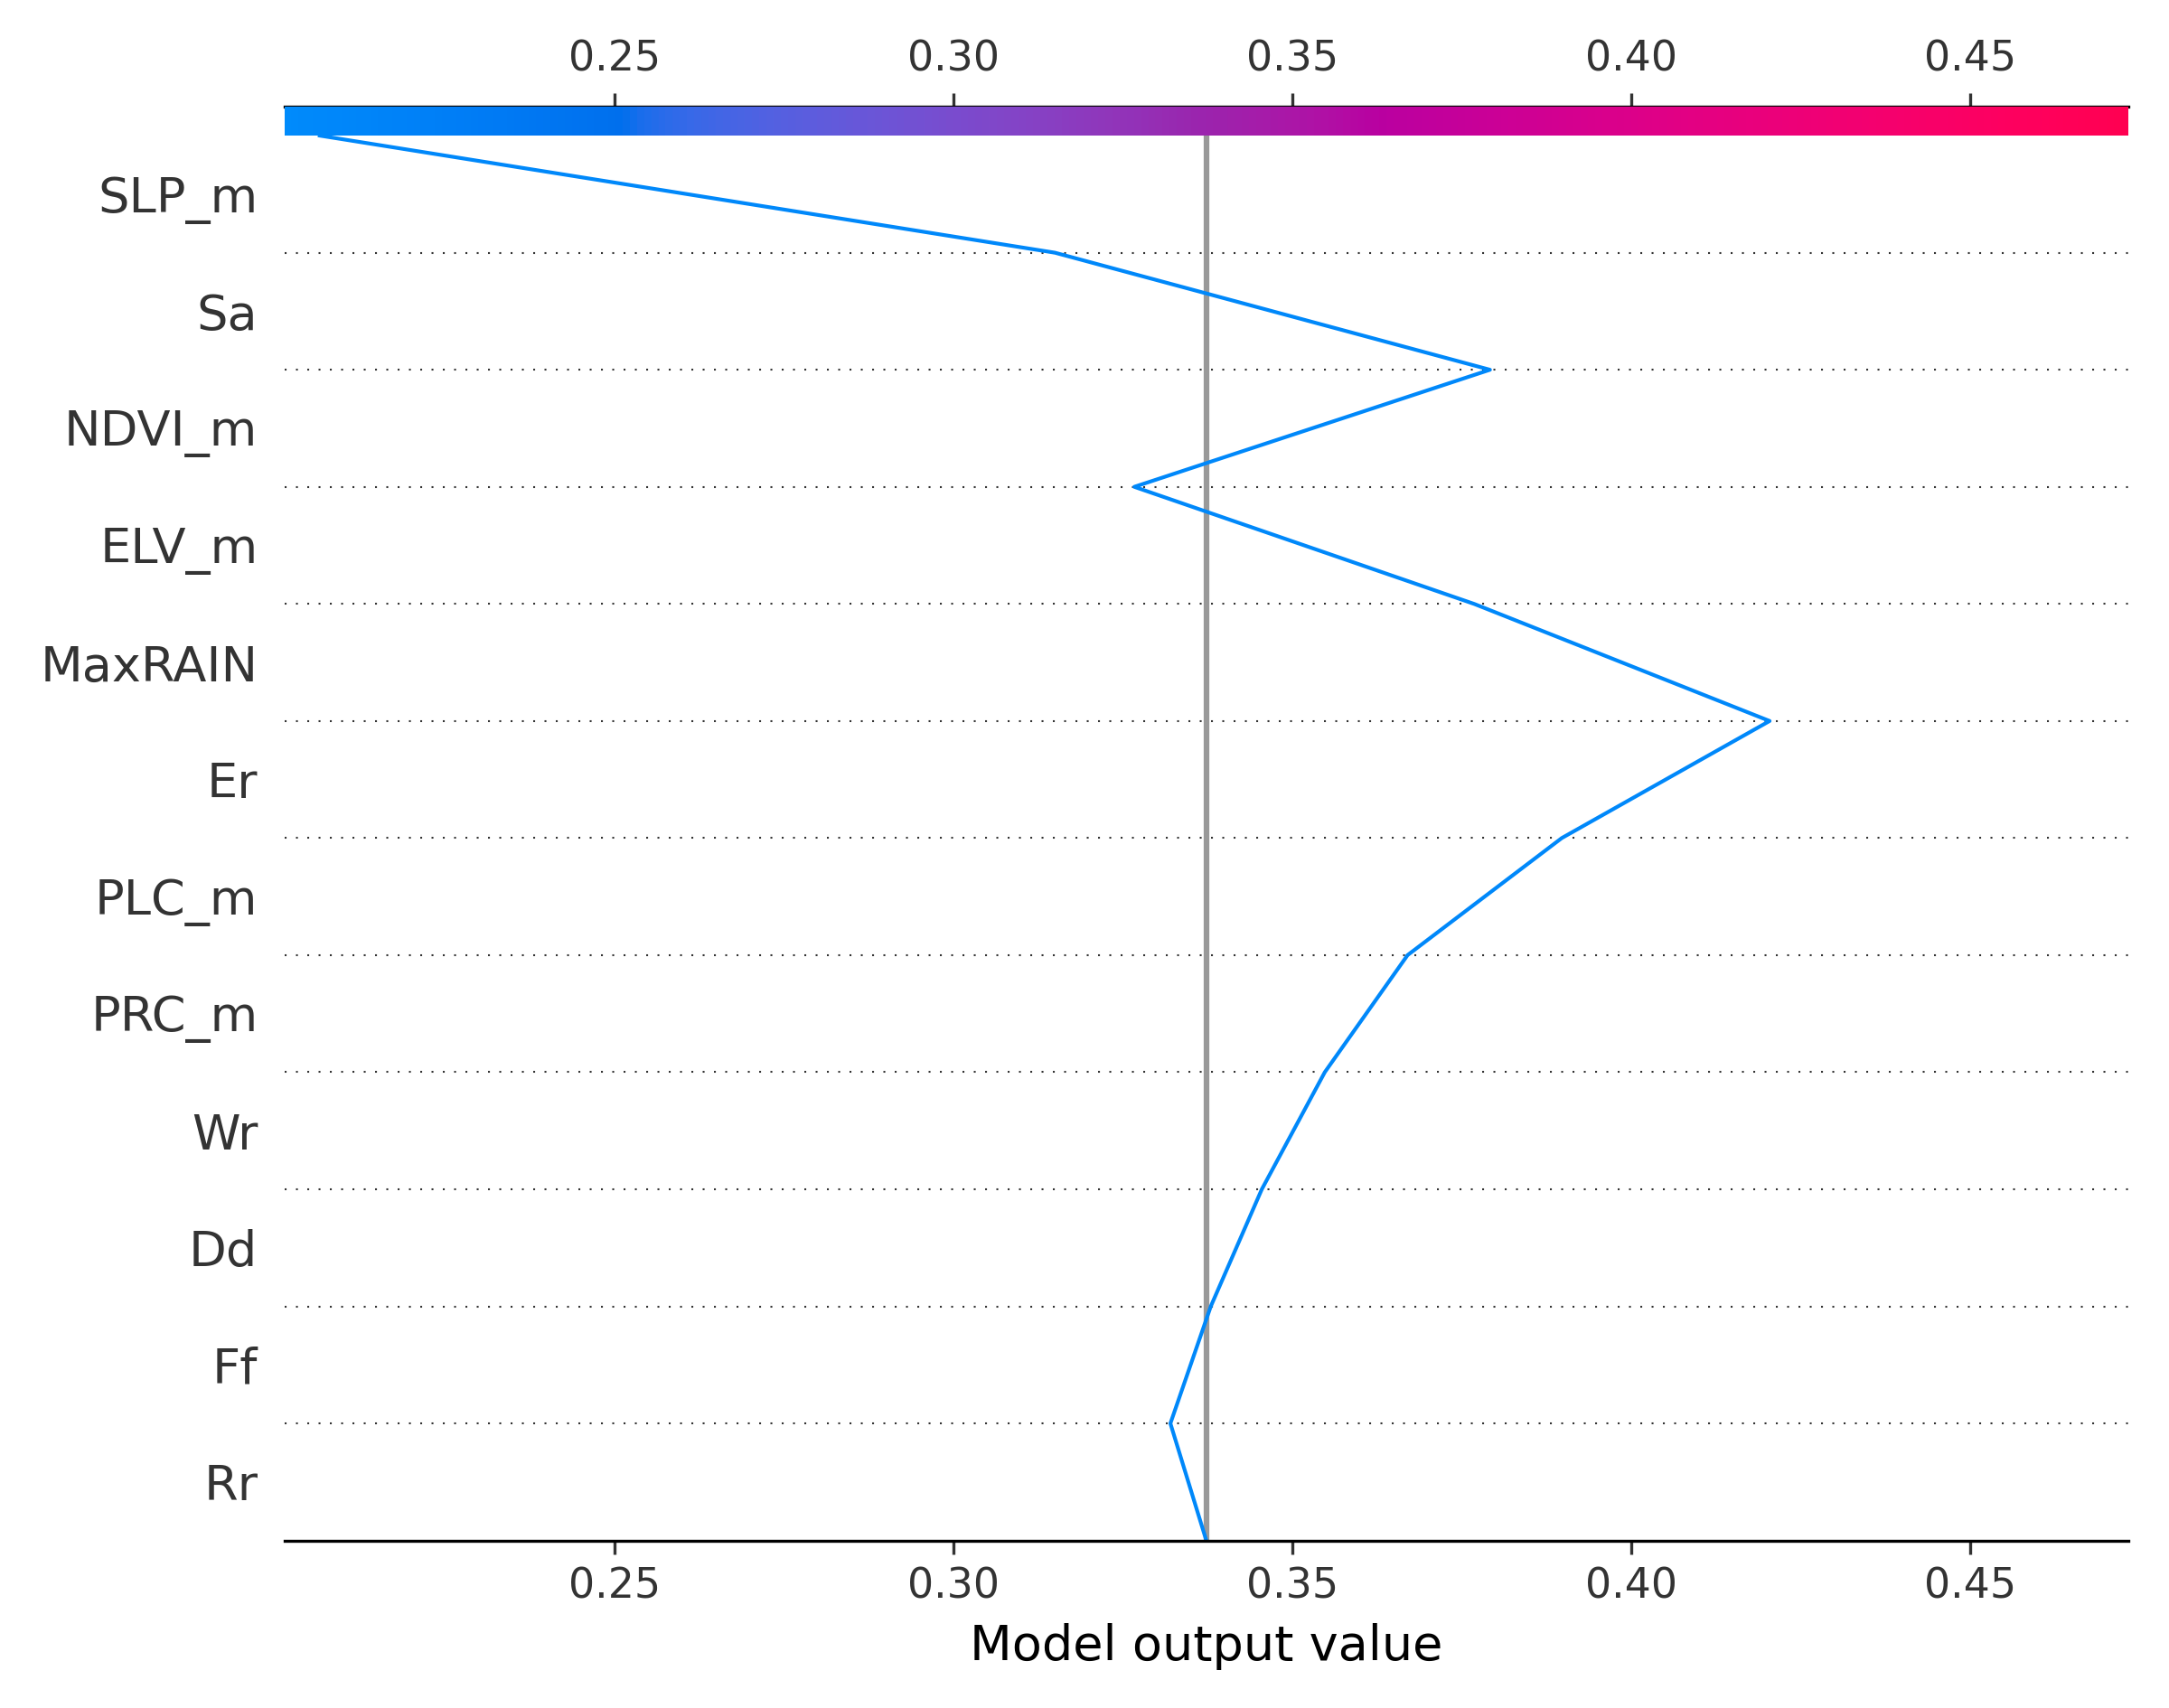 0.25 0.30 0.35 0.40 0.45
SLP_m
Sa
NDVI_m
ELV_m
MaxRAIN
Er
PLC_m
PRC_m
Wr
Dd
Ff
Rr
0.25 0.30 0.35 0.40 0.45
Model output value